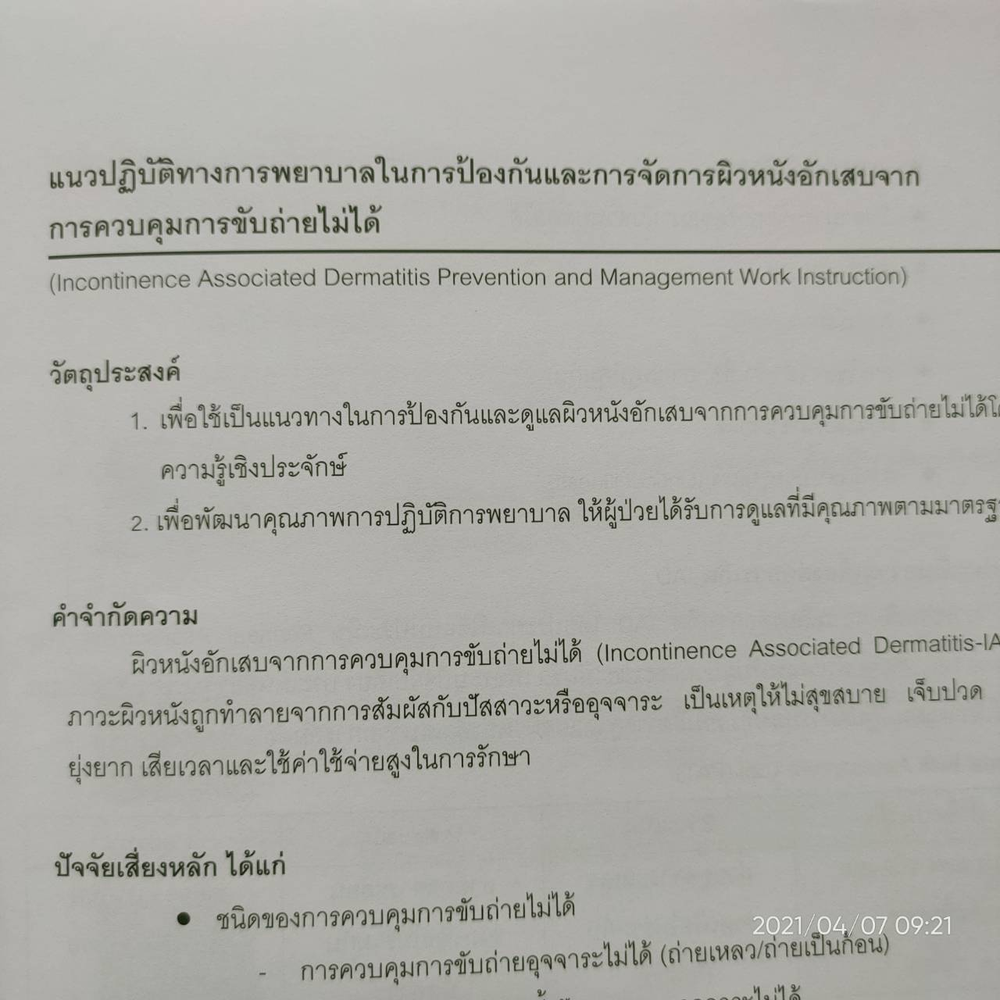 แนวปฏิบัติทางการพยาบาลในการป้องกันและการจัดการผิวหนังอักเสบจาก
การควบคุมการขับถ่ายไม่ได้
(Incontinence Associated Dermatitis Prevention and Management Work Instruction)
วัตถุประสงค์
1. เพื่อใช้เป็นแนวทางในการป้องกันและดูแลผิวหนังอักเสบจากการควบคุมการขับถ่ายไม่ได้
ความรู้เชิงประจักษ์
2. เพื่อพัฒนาคุณภาพการปฏิบัติการพยาบาล ให้ผู้ป่วยได้รับการดูแลที่มีคุณภาพตาม
คำจำกัดความ
ผิวหนังอักเสบจากการควบคุมการขับถ่ายไม่ได้ (Incontinence Associated Dermatitis-IA
ภาวะผิวหนังถูกทำลายจากการสัมผัสกับปัสสาวะหรืออุจจาระ เป็นเหตุให้ไม่สุขสบาย เจ็บปวด
ยุ่งยาก เสียเวลาและใช้ค่าใช้จ่ายสูงในการรักษา
ปัจจัยเสี่ยงหลัก ได้แก่
● ชนิดของการควบคุมการขับถ่ายไม่ได้
2021/04/07 09:21
- การควบคุมการขับถ่ายอุจจาระไม่ได้ (ถ่ายเหลว/ถ่ายเป็นก้อน)